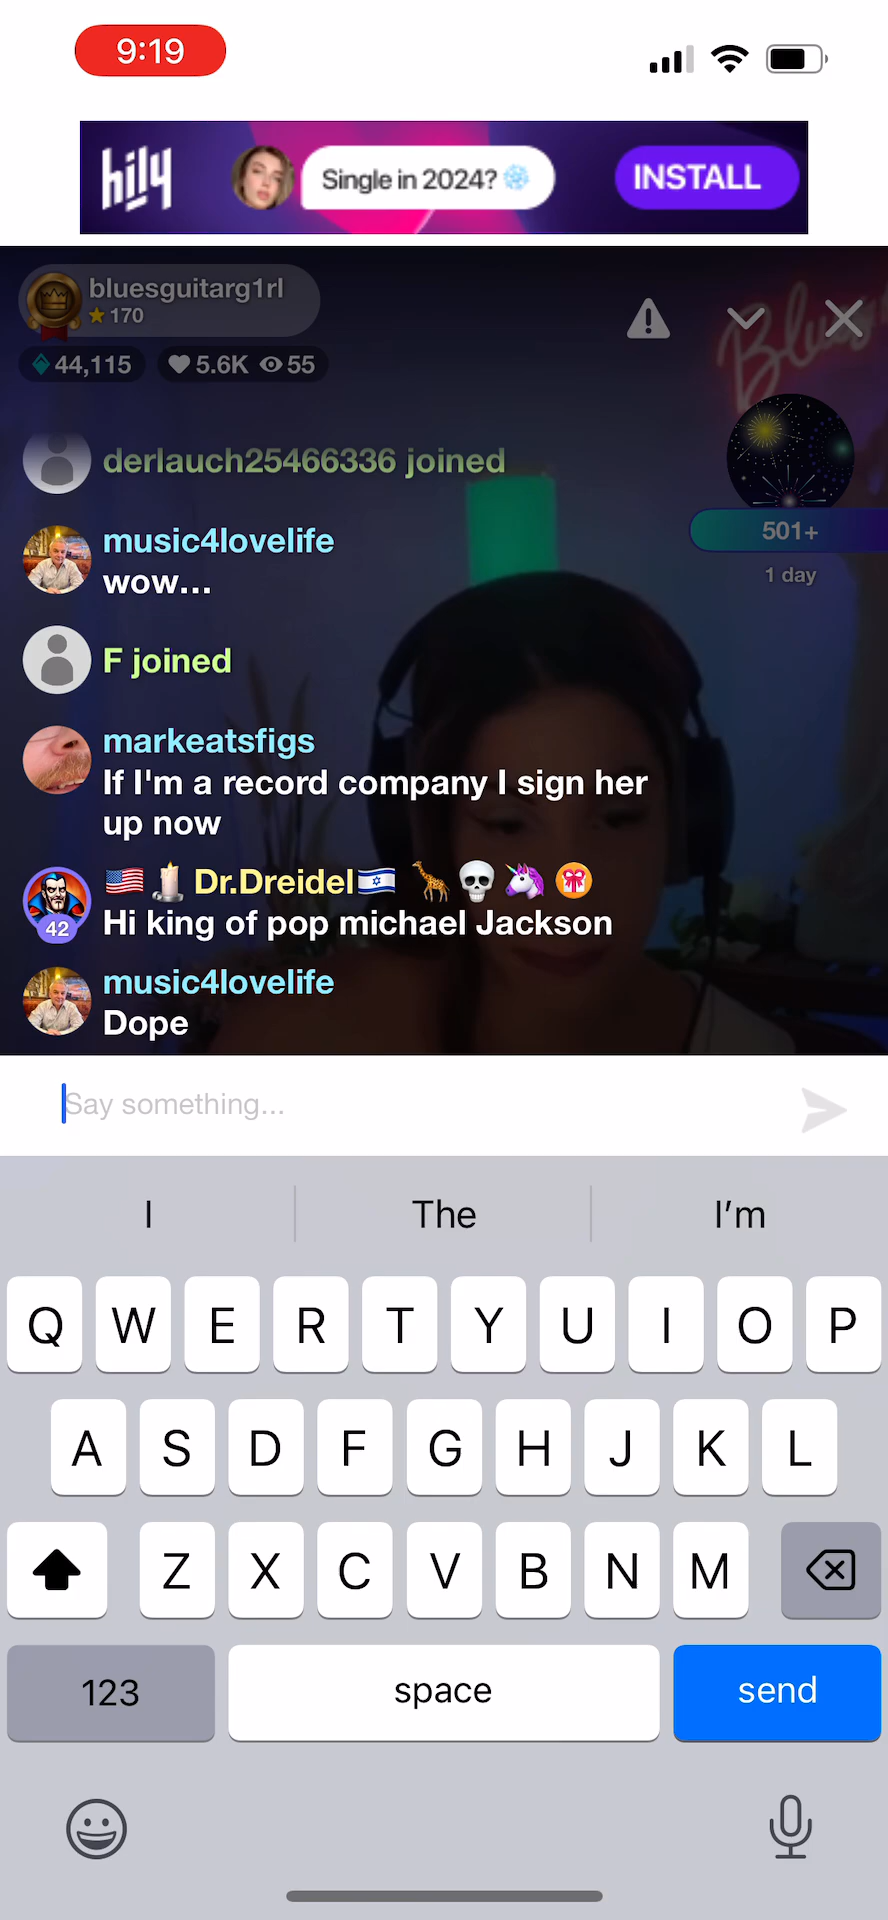 9:19
hily
Single in 2024?
INSTALL
bluesguitarg1rl
170
44,115
5.6K
55
501+
1 day
derlauch25466336 joined
music4lovelife
wow...
F joined
markeatsfigs
If I'm a record company I sign her
up now
Dr.Dreidel
42
Hi king of pop michael Jackson
music4lovelife
Dope
Say something...
I The I'm
Q W E R T Y U I O P
A S D F G H J K L
Z X C V B N M
123 space send